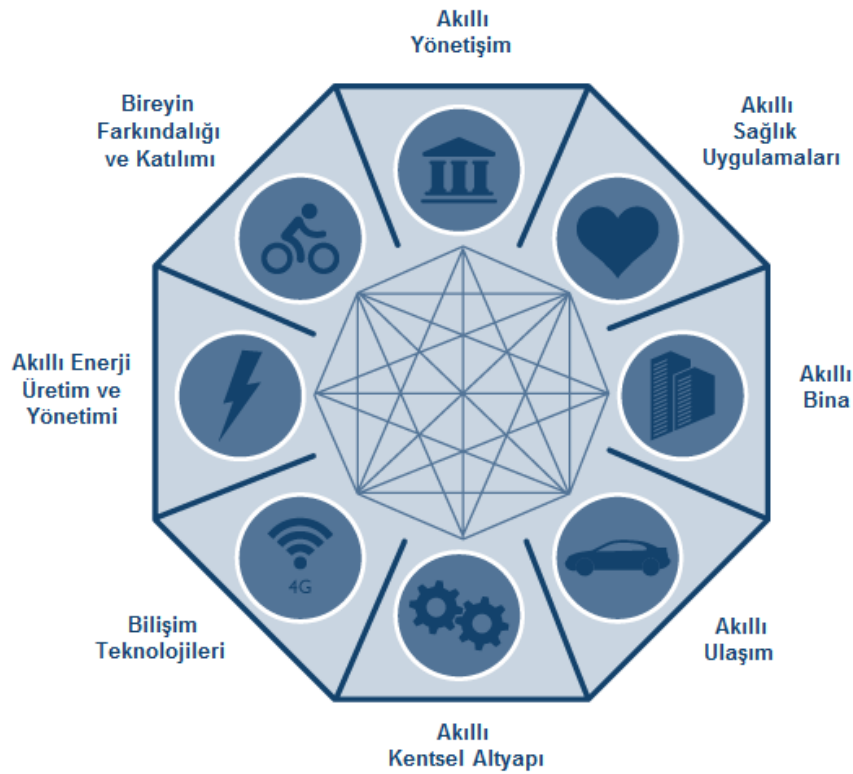 Akıllı
Yönetişim
Akıllı
Sağlık
Uygulamaları
Akıllı
Bina
Akıllı
Ulaşım
Akıllı
Kentsel Altyapı
Bilişim
Teknolojileri
4G
Akıllı Enerji
Üretim ve
Yönetimi
Bireyin
Farkındalığı
ve Katılımı